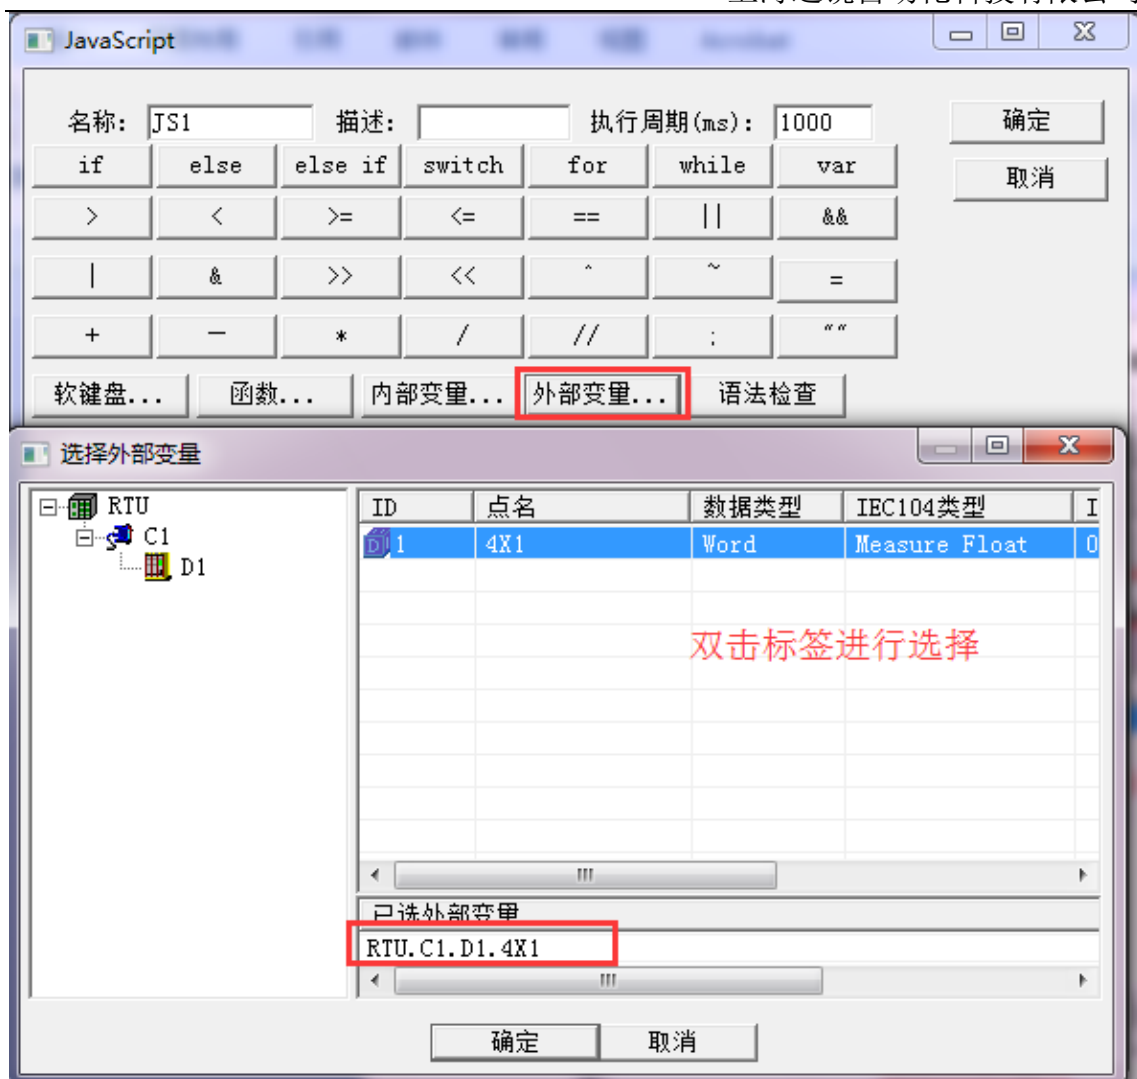 JavaScript
名称: JS1 描述: 执行周期(ms): 1000 确定
if else else if switch for while var 取消
> < >= <= == || &&
| & >> << ^ ~ =
+ — * / // ; ""
软键盘... 函数... 内部变量... 外部变量... 语法检查
选择外部变量
RTU ID 点名 数据类型 IEC104类型 I
C1 1 4X1 Word Measure Float 0
D1
双击标签进行选择
已选外部变量
RTU.C1.D1.4X1
确定 取消